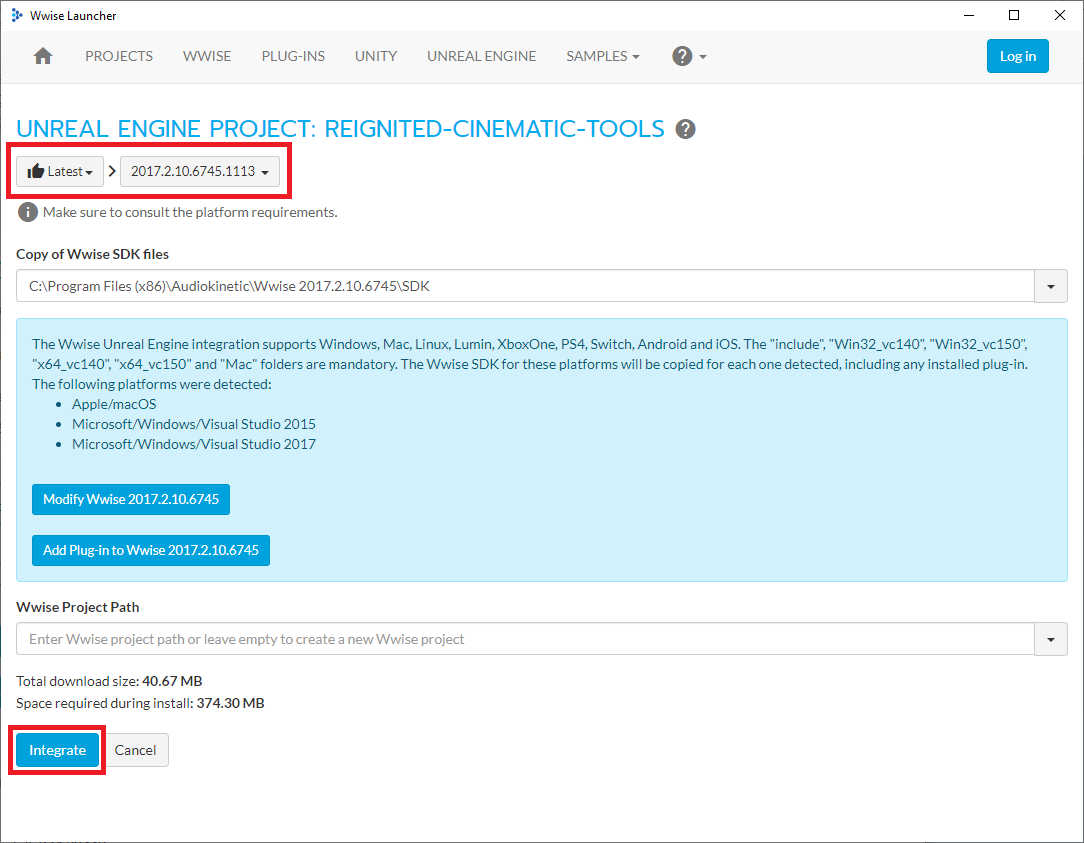 Wwise Launcher
PROJECTS WWISE PLUG-INS UNITY UNREAL ENGINE SAMPLES ? Log in
UNREAL ENGINE PROJECT: REIGNITED-CINEMATIC-TOOLS ?
Latest > 2017.2.10.6745.1113
i Make sure to consult the platform requirements.
Copy of Wwise SDK files
C:\Program Files (x86)\Audiokinetic\Wwise 2017.2.10.6745\SDK
The Wwise Unreal Engine integration supports Windows, Mac, Linux, Lumin, XboxOne, PS4, Switch, Android and iOS. The "include", "Win32_vc140", "Win32_vc150",
"x64_vc140", "x64_vc150" and "Mac" folders are mandatory. The Wwise SDK for these platforms will be copied for each one detected, including any installed plug-in.
The following platforms were detected:
• Apple/macOS
• Microsoft/Windows/Visual Studio 2015
• Microsoft/Windows/Visual Studio 2017
Modify Wwise 2017.2.10.6745
Add Plug-in to Wwise 2017.2.10.6745
Wwise Project Path
Enter Wwise project path or leave empty to create a new Wwise project
Total download size: 40.67 MB
Space required during install: 374.30 MB
Integrate Cancel